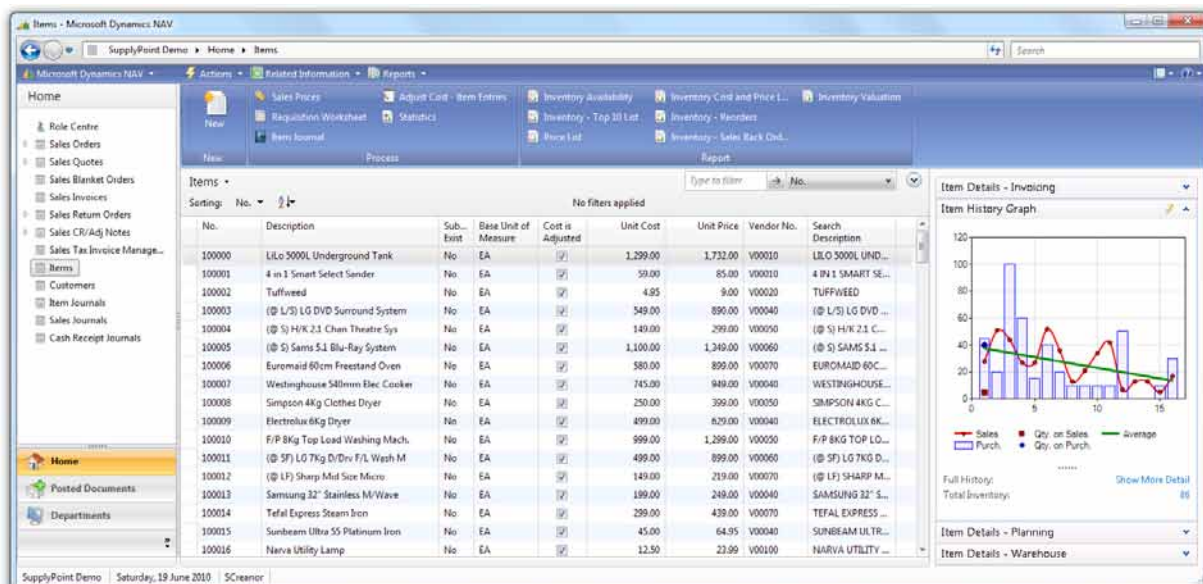 Items - Microsoft Dynamics NAV
SupplyPoint Demo Home Items
Search
Microsoft Dynamics NAV Actions Related Information Reports
Home
Role Centre
Sales Orders
Sales Quotes
Sales Blanket Orders
Sales Invoices
Sales Return Orders
Sales CR/Adj Notes
Sales Tax Invoice Manage...
Items
Customers
Item Journals
Sales Journals
Cash Receipt Journals
Home
Posted Documents
Departments
New
New
Sales Prices Adjust Cost - Item Entries
Requisition Worksheet Statistics
Item Journal
Process
Inventory Availability Inventory Cost and Price L... Inventory Valuation
Inventory - Top 10 List Inventory - Reorders
Price List Inventory - Sales Back Ord...
Report
Items Type to filter No.
Sorting: No. No filters applied
No. Description Sub... Exist Base Unit of Measure Cost is Adjusted Unit Cost Unit Price Vendor No. Search Description
100000 LiLo 5000L Underground Tank No EA 1,299.00 1,732.00 V00010 LILO 5000L UND...
100001 4 in 1 Smart Select Sander No EA 59.00 85.00 V00010 4 IN 1 SMART SE...
100002 Tuffweed No EA 4.95 9.00 V00020 TUFFWEED
100003 (@ L/S) LG DVD Surround System No EA 549.00 890.00 V00040 (@ L/S) LG DVD ...
100004 (@ S) H/K 2.1 Chan Theatre Sys No EA 149.00 299.00 V00050 (@ S) H/K 2.1 C...
100005 (@ S) Sams 5.1 Blu-Ray System No EA 1,100.00 1,349.00 V00060 (@ S) SAMS 5.1 ...
100006 Euromaid 60cm Freestand Oven No EA 580.00 899.00 V00070 EUROMAID 60C...
100007 Westinghouse 540mm Elec Cooker No EA 745.00 949.00 V00040 WESTINGHOUSE...
100008 Simpson 4Kg Clothes Dryer No EA 250.00 399.00 V00050 SIMPSON 4KG C...
100009 Electrolux 6Kg Dryer No EA 499.00 629.00 V00040 ELECTROLUX 6K...
100010 F/P 8Kg Top Load Washing Mach. No EA 999.00 1,299.00 V00050 F/P 8KG TOP LO...
100011 (@ SF) LG 7Kg D/Drv F/L Wash M No EA 499.00 899.00 V00060 (@ SF) LG 7KG D...
100012 (@ LF) Sharp Mid Size Micro No EA 149.00 219.00 V00070 (@ LF) SHARP M...
100013 Samsung 32" Stainless M/Wave No EA 199.00 249.00 V00040 SAMSUNG 32" S...
100014 Tefal Express Steam Iron No EA 299.00 439.00 V00070 TEFAL EXPRESS ...
100015 Sunbeam Ultra 55 Platinum Iron No EA 45.00 64.95 V00040 SUNBEAM ULTR...
100016 Narva Utility Lamp No EA 12.50 23.99 V00100 NARVA UTILITY ...
Item Details - Invoicing
Item History Graph
120
100
80
60
40
20
0
0 5 10 15
Sales Qty. on Sales Average
Purch. Qty. on Purch.
Full History: Show More Detail
Total Inventory: 86
Item Details - Planning
Item Details - Warehouse
SupplyPoint Demo Saturday, 19 June 2010 SCreanor